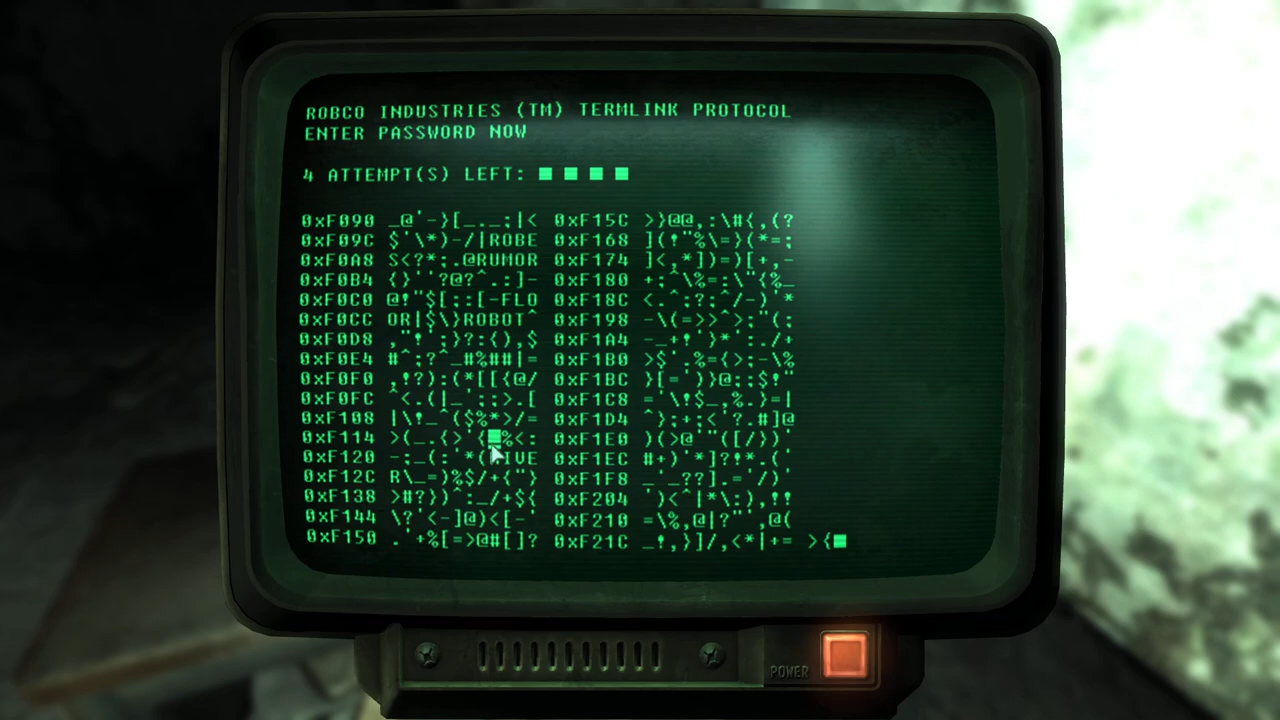 ROBCO INDUSTRIES (TM) TERMLINK PROTOCOL
ENTER PASSWORD NOW
4 ATTEMPT(S) LEFT: ■ ■ ■ ■
0xF090 _@'-}[_._;|< 0xF15C >}@@,:\#{,(?
0xF09C $'\*)-/|ROBE 0xF168 ](!"%\=}(*=;
0xF0A8 S<?*;.@RUMOR 0xF174 ]<,*])=)[+,-
0xF0B4 {}''?@?^.:]- 0xF180 +;^\%=:\"{%_
0xF0C0 @!"$[;:[-FLO 0xF18C <.^;?;^/-)'*
0xF0CC OR|$\}ROBOT^ 0xF198 -\(=>>^>:"(;
0xF0D8 ,"!';}?:{),$ 0xF1A4 -_+!'}*':./+
0xF0E4 #^:?^_#%##|= 0xF1B0 >$'.%={>;-\%
0xF0F0 ,!?):(*[[{@/ 0xF1BC }[=')}@;:$!"
0xF0FC ^<.(|_';:>.[ 0xF1C8 ='\!$_,%.}=|
0xF108 |\!_^($%*>/= 0xF1D4 ^};+;<'?.#]@
0xF114 >(_.{>'{■%<: 0xF1E0 )(>@'"([/})'
0xF120 -:_(:'*( IVE 0xF1EC #+)'*]?!*.('
0xF12C R\_=)%$/+{"} 0xF1F8 _'_??].='/)'
0xF138 >#?})^:_/+${ 0xF204 ')<^|*\:),!!
0xF144 \?'<-]@)<[-' 0xF210 =\%,@|?"',@(
0xF150 .'+%[=>@#[]? 0xF21C _!,}]/,<*|+= >{■
POWER